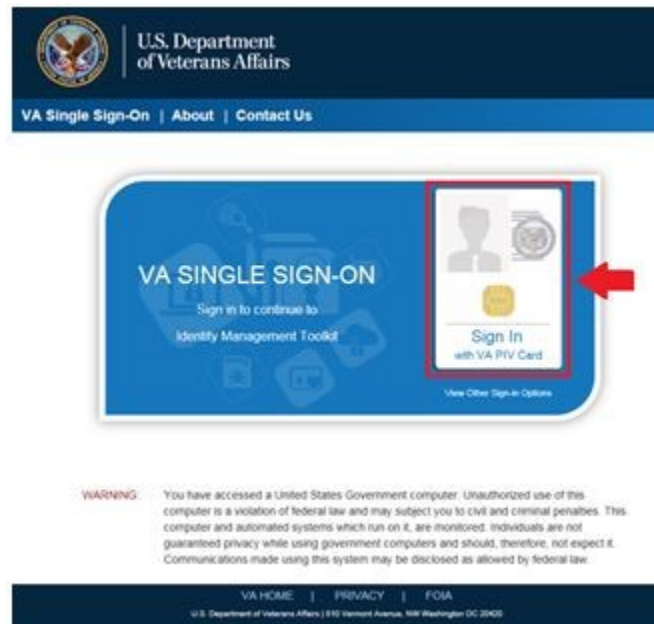 U.S. Department
of Veterans Affairs
VA Single Sign-On | About | Contact Us
VA SINGLE SIGN-ON
Sign in to continue to
Identity Management Toolkit
Sign In
with VA PIV Card
View Other Sign-in Options
WARNING: You have accessed a United States Government computer. Unauthorized use of this
computer is a violation of federal law and may subject you to civil and criminal penalties. This
computer and automated systems which run on it, are monitored. Individuals are not
guaranteed privacy while using government computers and should, therefore, not expect it.
Communications made using this system may be disclosed as allowed by federal law.
VA HOME | PRIVACY | FOIA
U.S. Department of Veterans Affairs | 810 Vermont Avenue, NW Washington DC 20420